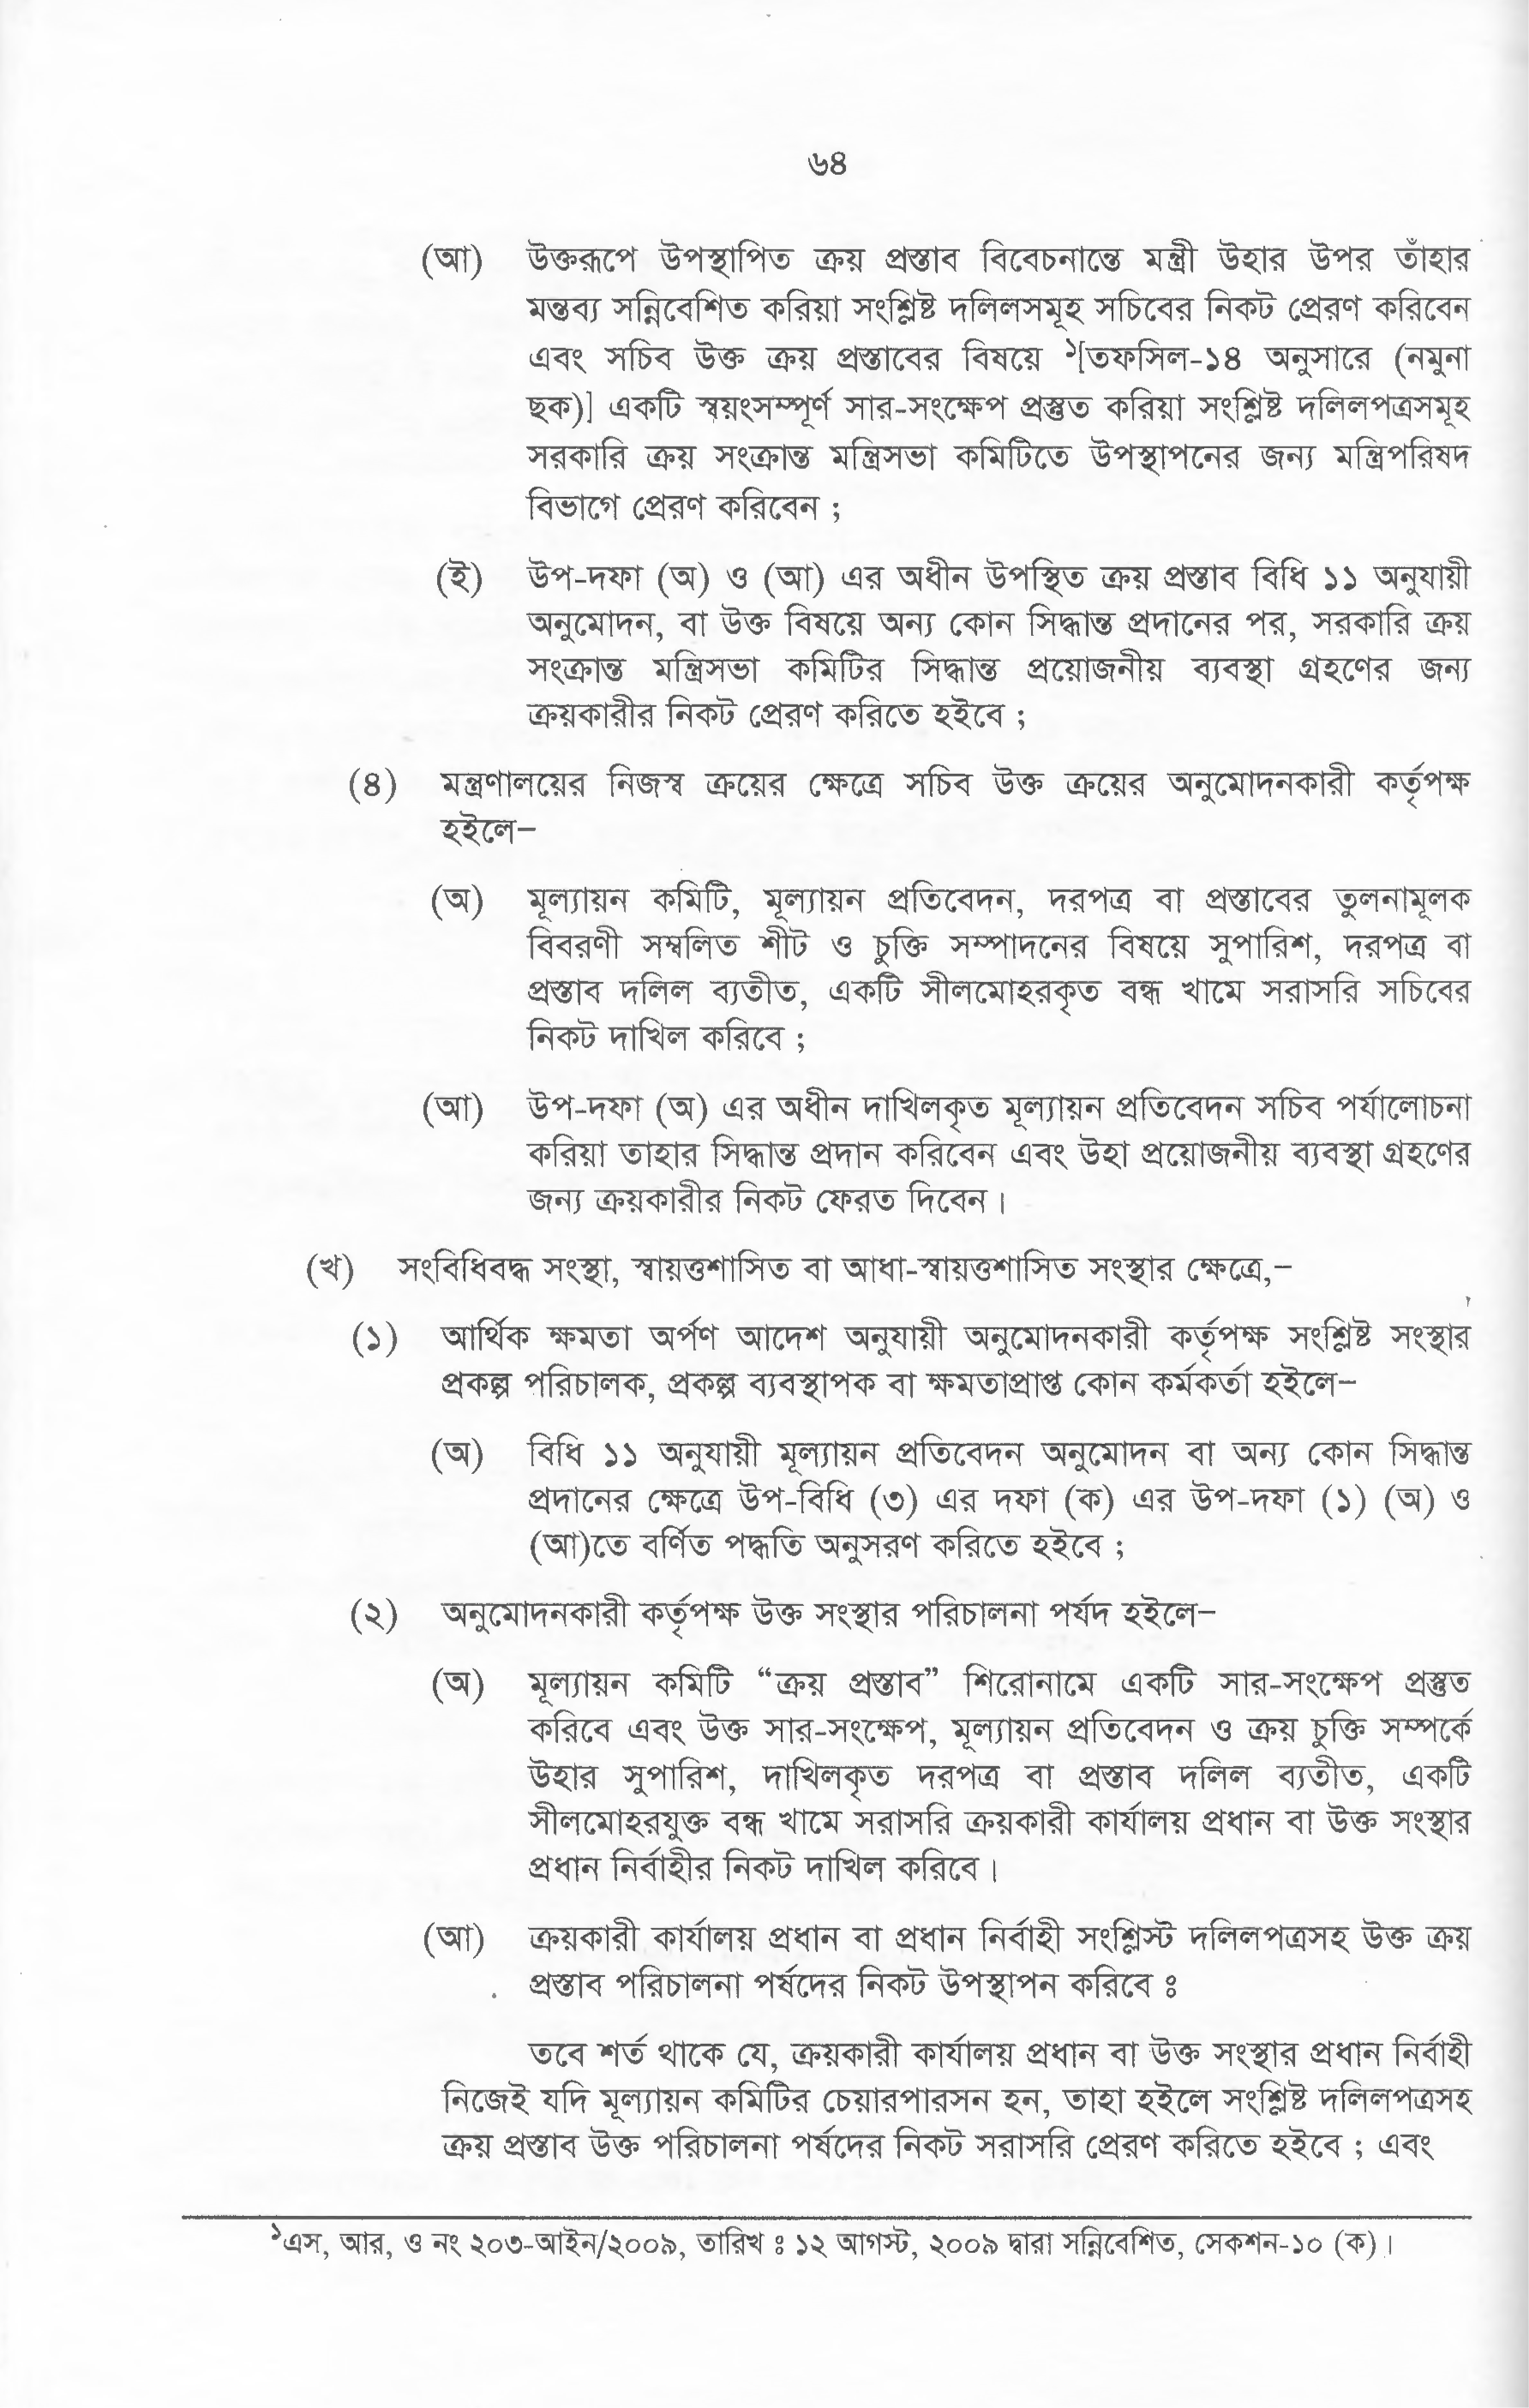 ৬৪
(আ) উক্তরূপে উপস্থাপিত ক্রয় প্রস্তাব বিবেচনান্তে মন্ত্রী উহার উপর তাঁহার
মন্তব্য সন্নিবেশিত করিয়া সংশ্লিষ্ট দলিলসমূহ সচিবের নিকট প্রেরণ করিবেন
এবং সচিব উক্ত ক্রয় প্রস্তাবের বিষয়ে ১[তফসিল-১৪ অনুসারে (নমুনা
ছক)] একটি স্বয়ংসম্পূর্ণ সার-সংক্ষেপ প্রস্তুত করিয়া সংশ্লিষ্ট দলিলপত্রসমূহ
সরকারি ক্রয় সংক্রান্ত মন্ত্রিসভা কমিটিতে উপস্থাপনের জন্য মন্ত্রিপরিষদ
বিভাগে প্রেরণ করিবেন ;
(ই) উপ-দফা (অ) ও (আ) এর অধীন উপস্থিত ক্রয় প্রস্তাব বিধি ১১ অনুযায়ী
অনুমোদন, বা উক্ত বিষয়ে অন্য কোন সিদ্ধান্ত প্রদানের পর, সরকারি ক্রয়
সংক্রান্ত মন্ত্রিসভা কমিটির সিদ্ধান্ত প্রয়োজনীয় ব্যবস্থা গ্রহণের জন্য
ক্রয়কারীর নিকট প্রেরণ করিতে হইবে ;
(৪) মন্ত্রণালয়ের নিজস্ব ক্রয়ের ক্ষেত্রে সচিব উক্ত ক্রয়ের অনুমোদনকারী কর্তৃপক্ষ
হইলে–
(অ) মূল্যায়ন কমিটি, মূল্যায়ন প্রতিবেদন, দরপত্র বা প্রস্তাবের তুলনামূলক
বিবরণী সম্বলিত শীট ও চুক্তি সম্পাদনের বিষয়ে সুপারিশ, দরপত্র বা
প্রস্তাব দলিল ব্যতীত, একটি সীলমোহরকৃত বন্ধ খামে সরাসরি সচিবের
নিকট দাখিল করিবে ;
(আ) উপ-দফা (অ) এর অধীন দাখিলকৃত মূল্যায়ন প্রতিবেদন সচিব পর্যালোচনা
করিয়া তাহার সিদ্ধান্ত প্রদান করিবেন এবং উহা প্রয়োজনীয় ব্যবস্থা গ্রহণের
জন্য ক্রয়কারীর নিকট ফেরত দিবেন।
(খ) সংবিধিবদ্ধ সংস্থা, স্বায়ত্তশাসিত বা আধা-স্বায়ত্তশাসিত সংস্থার ক্ষেত্রে,–
(১) আর্থিক ক্ষমতা অর্পণ আদেশ অনুযায়ী অনুমোদনকারী কর্তৃপক্ষ সংশ্লিষ্ট সংস্থার
প্রকল্প পরিচালক, প্রকল্প ব্যবস্থাপক বা ক্ষমতাপ্রাপ্ত কোন কর্মকর্তা হইলে–
(অ) বিধি ১১ অনুযায়ী মূল্যায়ন প্রতিবেদন অনুমোদন বা অন্য কোন সিদ্ধান্ত
প্রদানের ক্ষেত্রে উপ-বিধি (৩) এর দফা (ক) এর উপ-দফা (১) (অ) ও
(আ)তে বর্ণিত পদ্ধতি অনুসরণ করিতে হইবে ;
(২) অনুমোদনকারী কর্তৃপক্ষ উক্ত সংস্থার পরিচালনা পর্যদ হইলে–
(অ) মূল্যায়ন কমিটি “ক্রয় প্রস্তাব” শিরোনামে একটি সার-সংক্ষেপ প্রস্তুত
করিবে এবং উক্ত সার-সংক্ষেপ, মূল্যায়ন প্রতিবেদন ও ক্রয় চুক্তি সম্পর্কে
উহার সুপারিশ, দাখিলকৃত দরপত্র বা প্রস্তাব দলিল ব্যতীত, একটি
সীলমোহরযুক্ত বন্ধ খামে সরাসরি ক্রয়কারী কার্যালয় প্রধান বা উক্ত সংস্থার
প্রধান নির্বাহীর নিকট দাখিল করিবে।
(আ) ক্রয়কারী কার্যালয় প্রধান বা প্রধান নির্বাহী সংশ্লিস্ট দলিলপত্রসহ উক্ত ক্রয়
প্রস্তাব পরিচালনা পর্ষদের নিকট উপস্থাপন করিবে ঃ
তবে শর্ত থাকে যে, ক্রয়কারী কার্যালয় প্রধান বা উক্ত সংস্থার প্রধান নির্বাহী
নিজেই যদি মূল্যায়ন কমিটির চেয়ারপারসন হন, তাহা হইলে সংশ্লিষ্ট দলিলপত্রসহ
ক্রয় প্রস্তাব উক্ত পরিচালনা পর্ষদের নিকট সরাসরি প্রেরণ করিতে হইবে ; এবং
১এস, আর, ও নং ২০৩-আইন/২০০৯, তারিখ ঃ ১২ আগস্ট, ২০০৯ দ্বারা সন্নিবেশিত, সেকশন-১০ (ক)।